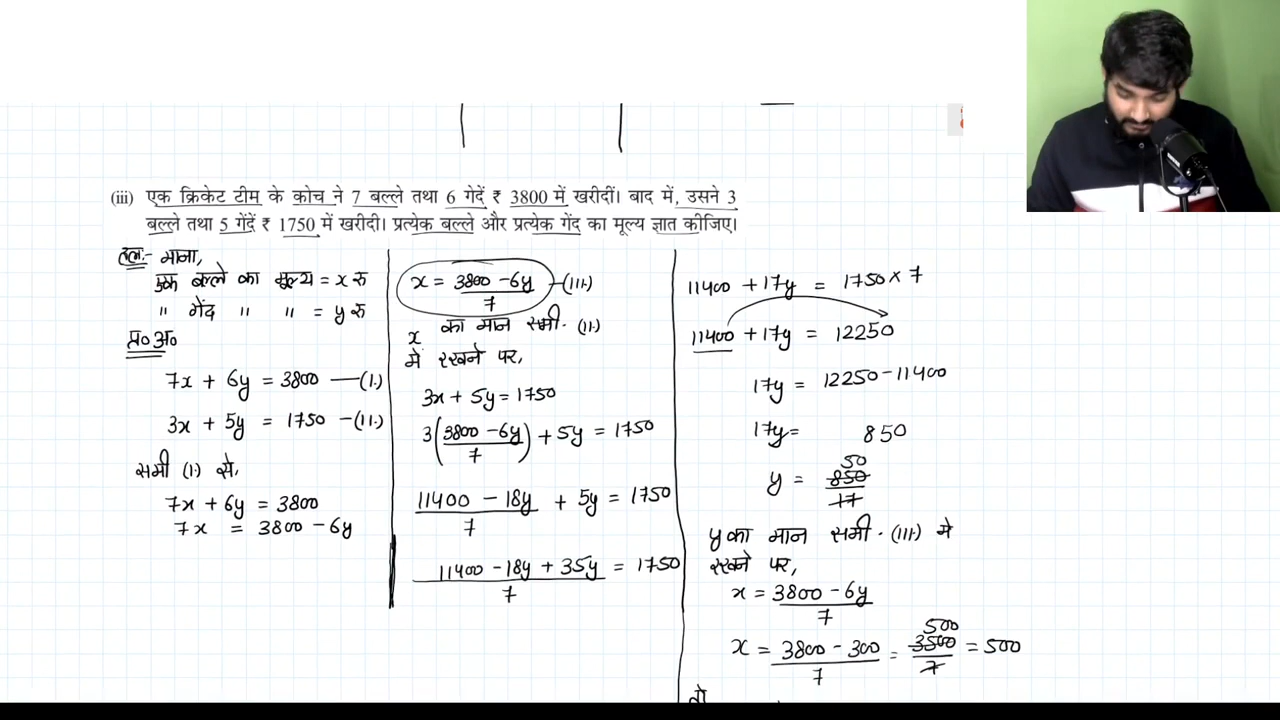 (iii) एक क्रिकेट टीम के कोच ने 7 बल्ले तथा 6 गेदें ₹ 3800 में खरीदीं। बाद में, उसने 3
बल्ले तथा 5 गेंदें ₹ 1750 में खरीदी। प्रत्येक बल्ले और प्रत्येक गेंद का मूल्य ज्ञात कीजिए।
हल:- माना,
एक बल्ले का मूल्य = x रु
" गेंद " " = y रु
प्र० अ०
7x + 6y = 3800 —(I.)
3x + 5y = 1750 —(II.)
समी (I.) से,
7x + 6y = 3800
7x = 3800 - 6y
x = 3800 - 6y / 7 —(III.)
x का मान समी. (II.)
में रखने पर,
3x + 5y = 1750
3(3800 - 6y / 7) + 5y = 1750
11400 - 18y / 7 + 5y = 1750
11400 - 18y + 35y / 7 = 1750
11400 + 17y = 1750 × 7
11400 + 17y = 12250
17y = 12250 - 11400
17y = 850
50
y = 850 / 17
y का मान समी. (III.) मे
रखने पर,
x = 3800 - 6y / 7
500
x = 3800 - 300 / 7 = 3500 / 7 = 500